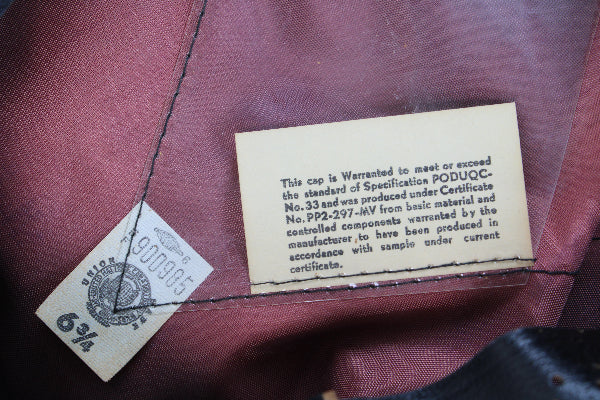 This cap is Warranted to meet or exceed
the standard of Specification PODUQC-
No. 33 and was produced under Certificate
No. PP2-297-MV from basic material and
controlled components warranted by the
manufacturer, to have been produced in
accordance with sample under current
certificate.
UNION MADE
6¾